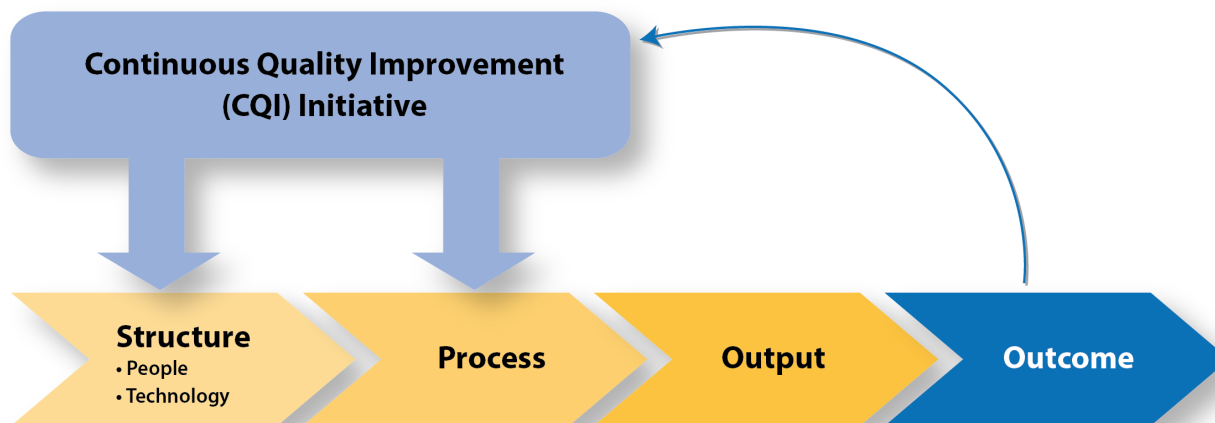 Continuous Quality Improvement
(CQI) Initiative
Structure
• People
• Technology
Process
Output
Outcome